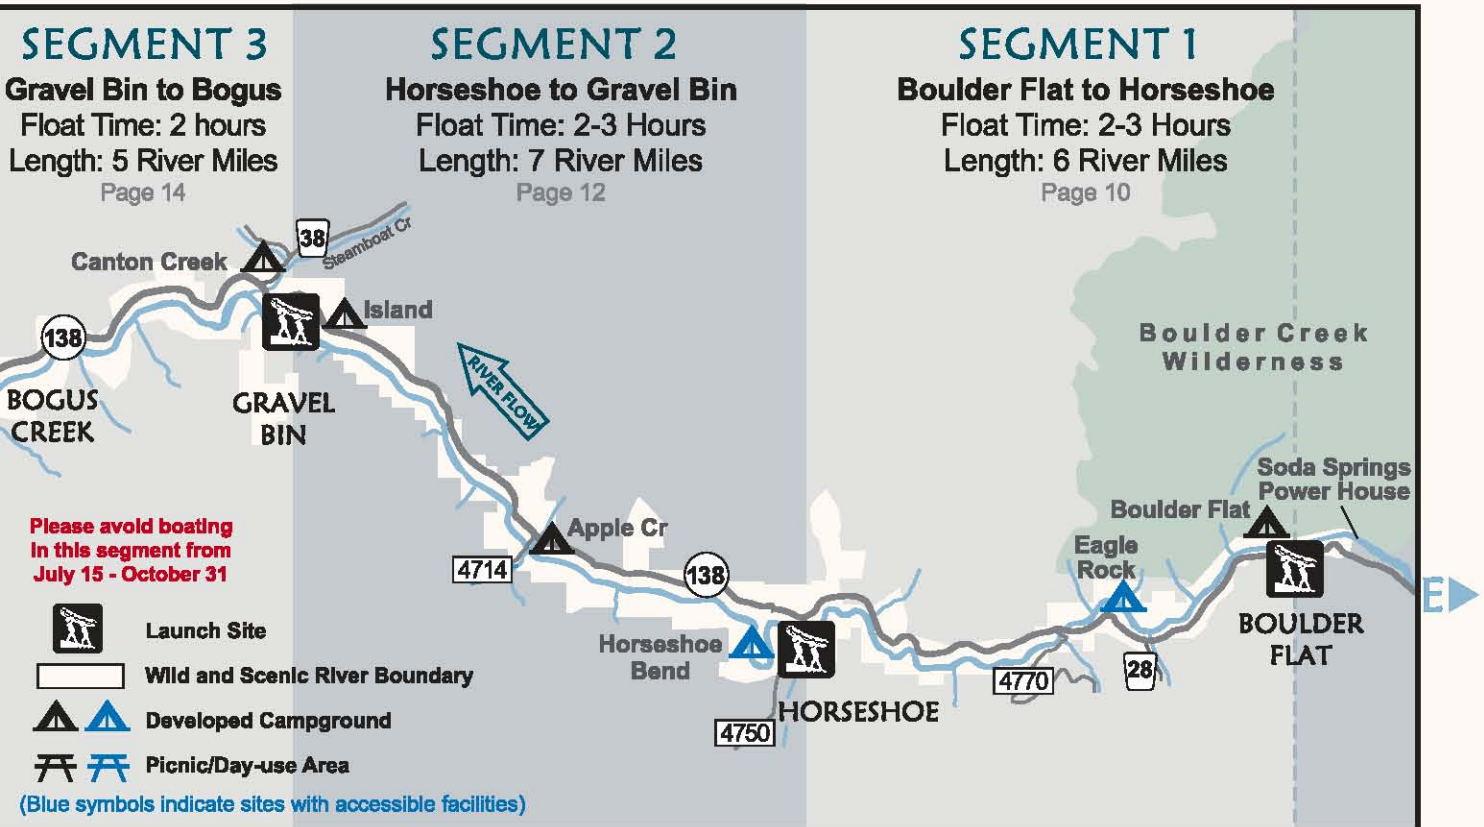 SEGMENT 3
Gravel Bin to Bogus
Float Time: 2 hours
Length: 5 River Miles
Page 14
SEGMENT 2
Horseshoe to Gravel Bin
Float Time: 2-3 Hours
Length: 7 River Miles
Page 12
SEGMENT 1
Boulder Flat to Horseshoe
Float Time: 2-3 Hours
Length: 6 River Miles
Page 10
38
Steamboat Cr
Canton Creek
Island
138
BOGUS
CREEK
GRAVEL
BIN
RIVER FLOW
Boulder Creek
Wilderness
Soda Springs
Power House
Boulder Flat
Eagle
Rock
Apple Cr
4714
138
E
BOULDER
FLAT
Horseshoe
Bend
28
4770
HORSESHOE
4750
Please avoid boating
in this segment from
July 15 - October 31
Launch Site
Wild and Scenic River Boundary
Developed Campground
Picnic/Day-use Area
(Blue symbols indicate sites with accessible facilities)